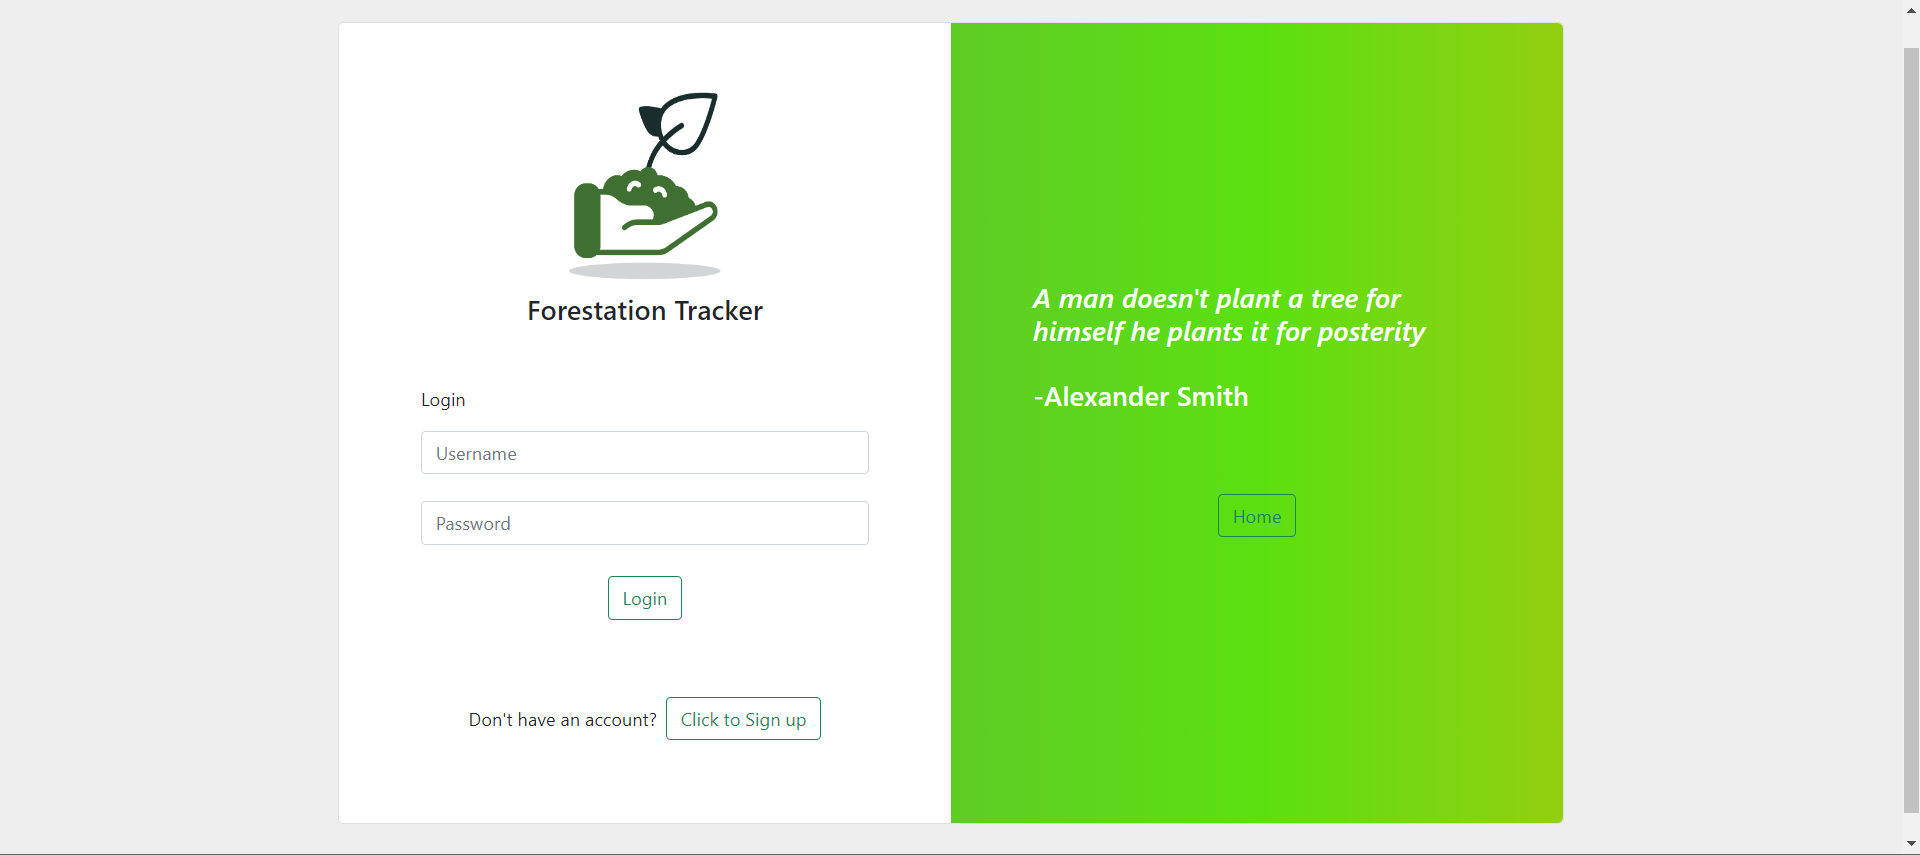 Forestation Tracker
Login
Username
Password
Login
Don't have an account? Click to Sign up
A man doesn't plant a tree for
himself he plants it for posterity
-Alexander Smith
Home